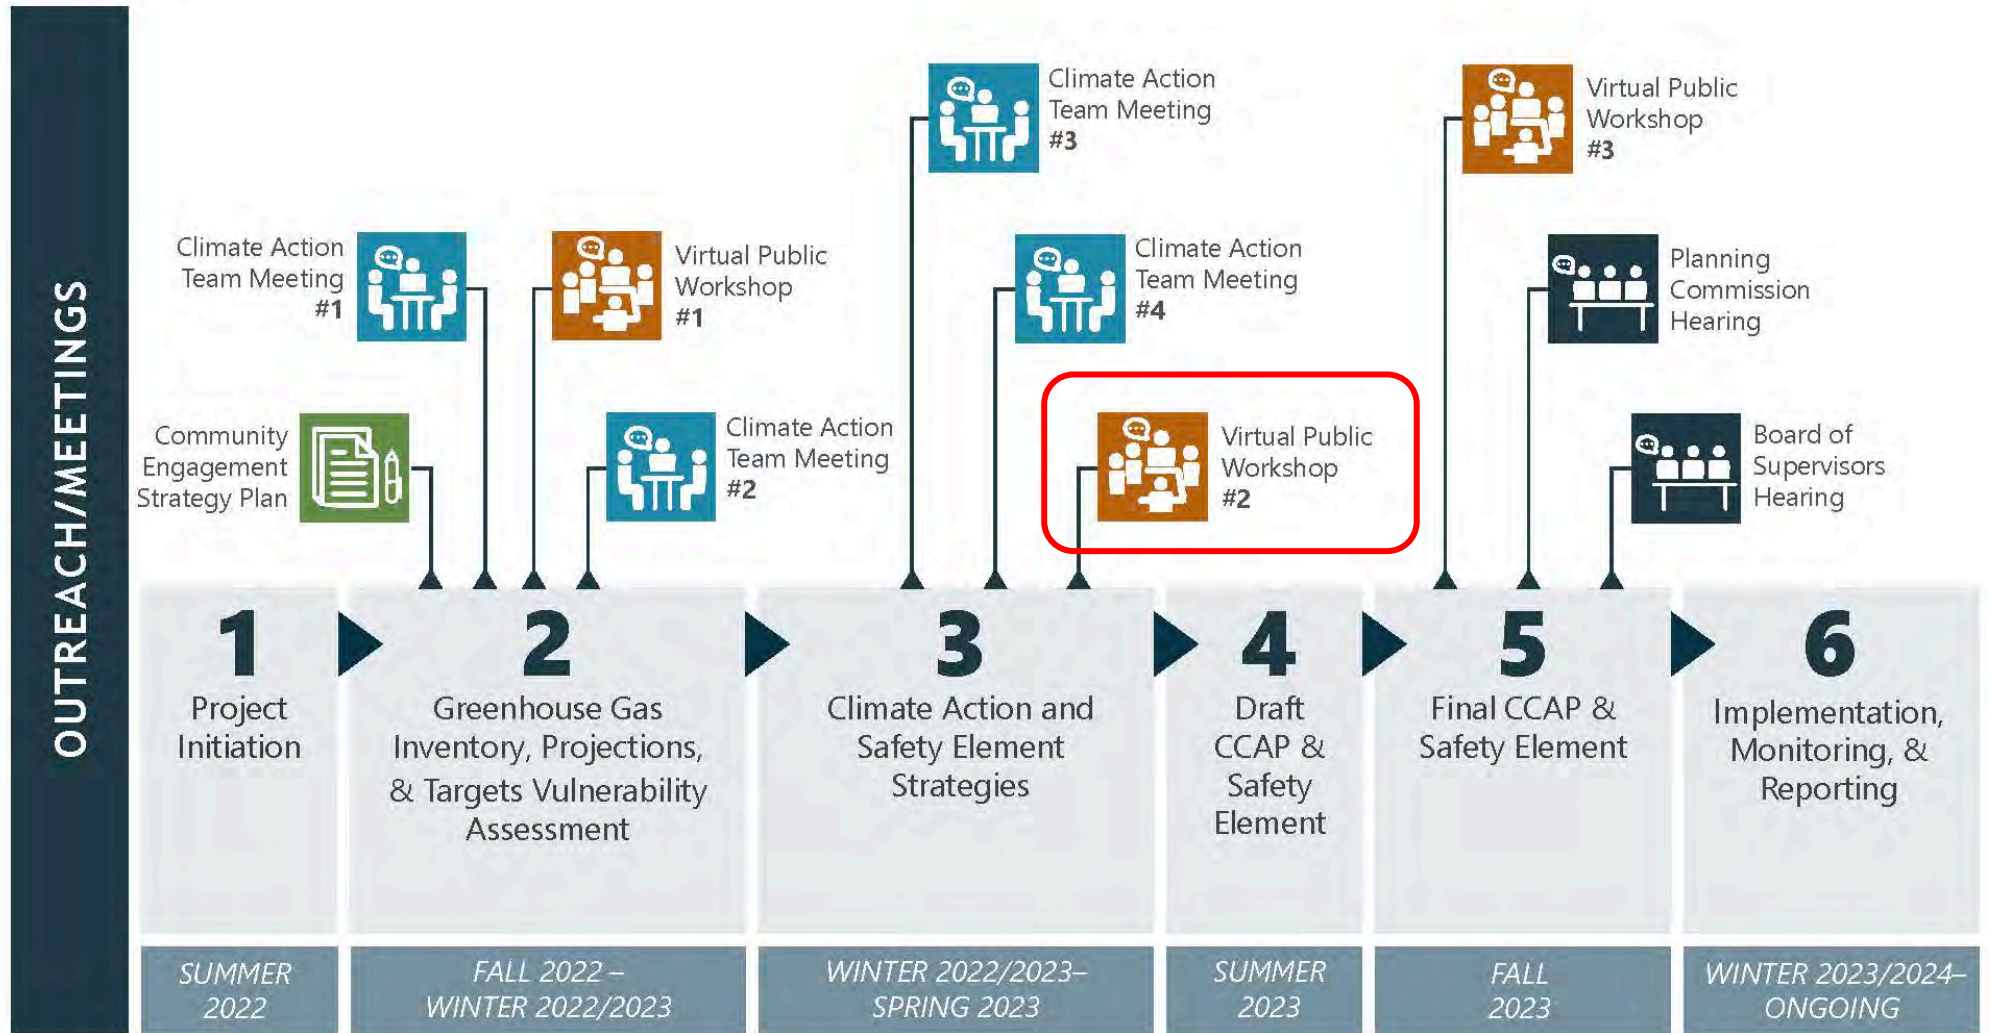 OUTREACH/MEETINGS
Climate Action
Team Meeting
#1
Community
Engagement
Strategy Plan
Virtual Public
Workshop
#1
Climate Action
Team Meeting
#2
Climate Action
Team Meeting
#3
Climate Action
Team Meeting
#4
Virtual Public
Workshop
#2
Virtual Public
Workshop
#3
Planning
Commission
Hearing
Board of
Supervisors
Hearing
1
Project
Initiation
2
Greenhouse Gas
Inventory, Projections,
& Targets Vulnerability
Assessment
3
Climate Action and
Safety Element
Strategies
4
Draft
CCAP &
Safety
Element
5
Final CCAP &
Safety Element
6
Implementation,
Monitoring, &
Reporting
SUMMER
2022
FALL 2022 –
WINTER 2022/2023
WINTER 2022/2023–
SPRING 2023
SUMMER
2023
FALL
2023
WINTER 2023/2024–
ONGOING